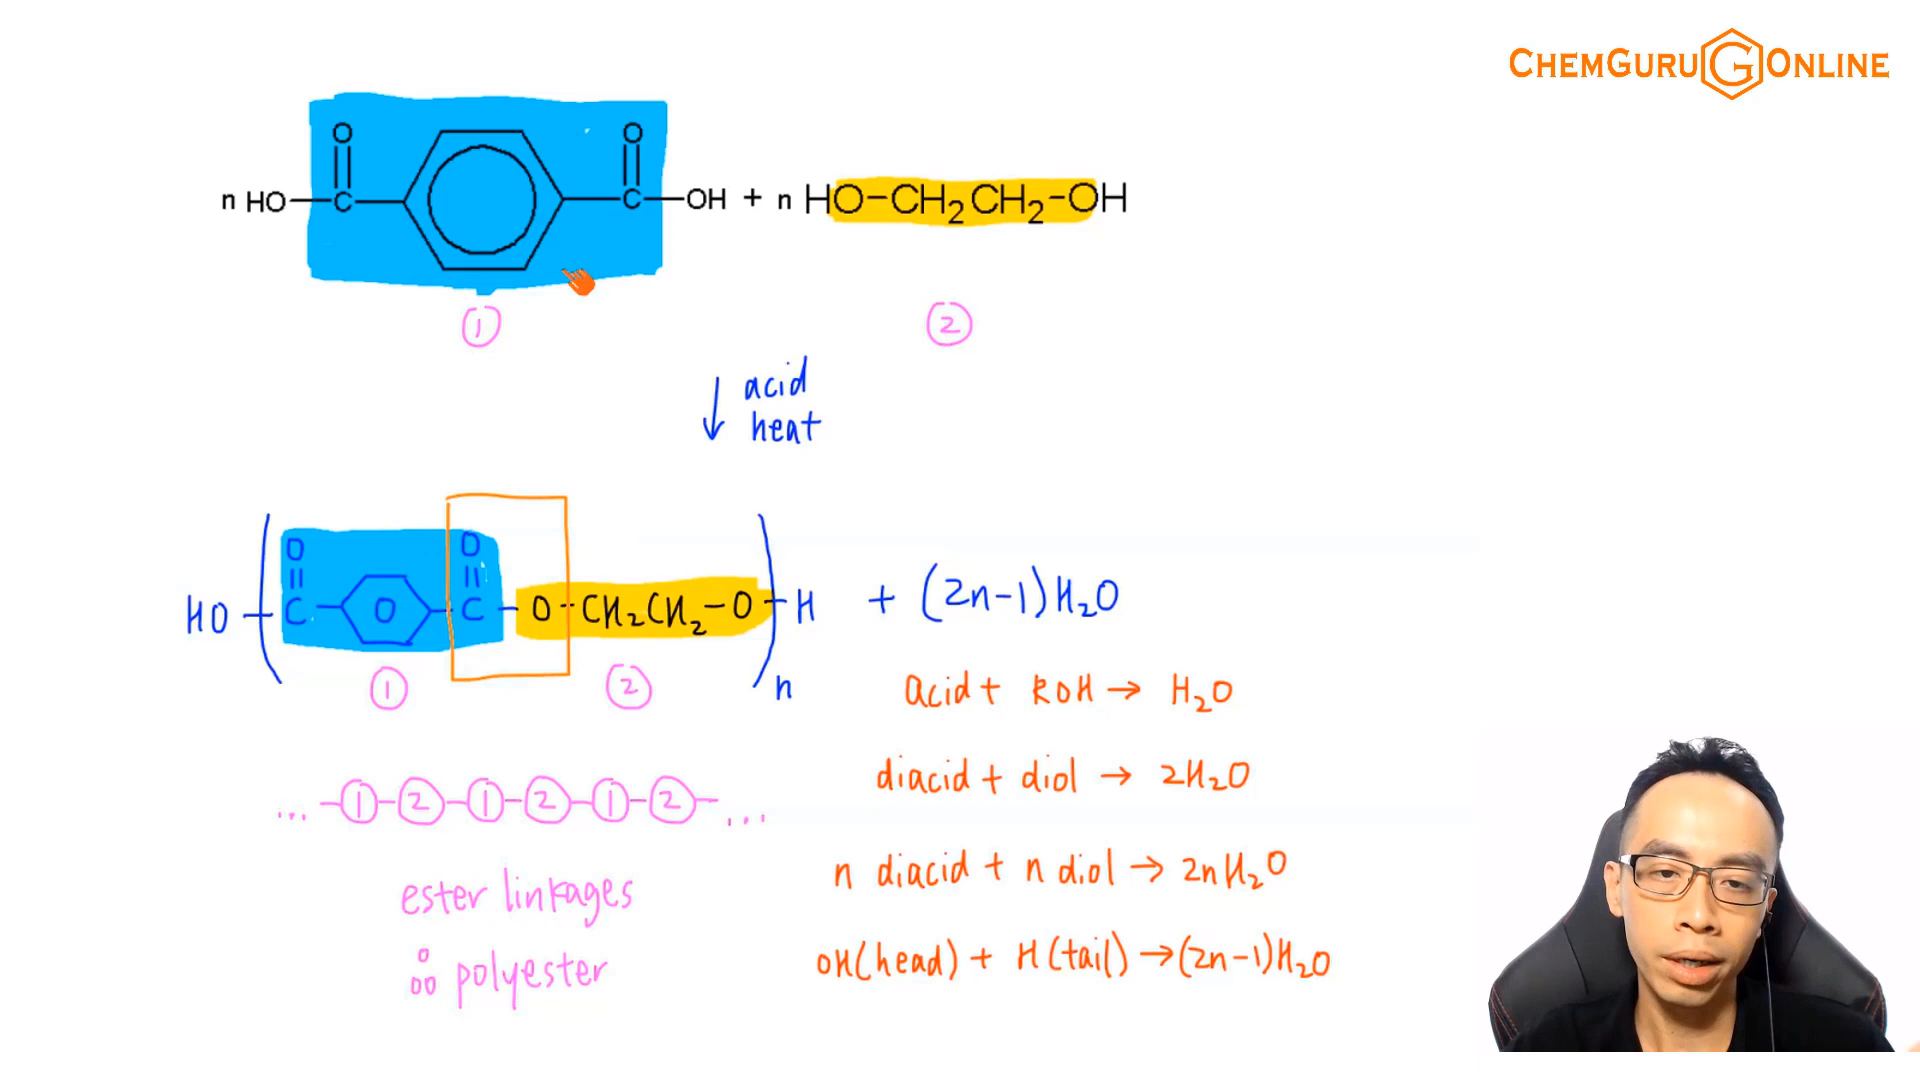 CHEMGURU G ONLINE
O O
n HO–C C–OH + n HO–CH₂CH₂–OH
① ②
↓ acid
heat
O O
HO ( C O C – O – CH₂CH₂ – O ) H + (2n-1)H₂O
① ② n
acid + ROH → H₂O
diacid + diol → 2H₂O
... –①–②–①–②–①–②– ...
n diacid + n diol → 2nH₂O
ester linkages
OH(head) + H(tail) → (2n-1)H₂O
∴ polyester